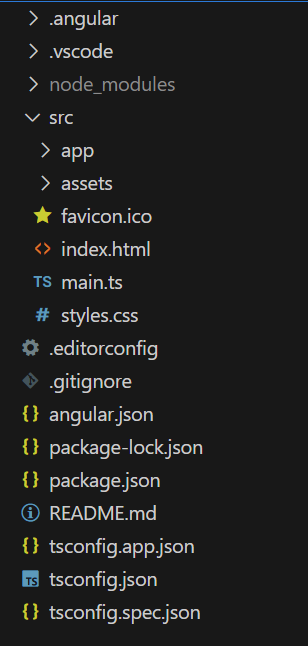 .angular
.vscode
node_modules
src
app
assets
favicon.ico
<> index.html
TS main.ts
# styles.css
.editorconfig
.gitignore
{} angular.json
{} package-lock.json
{} package.json
README.md
{} tsconfig.app.json
TS tsconfig.json
{} tsconfig.spec.json